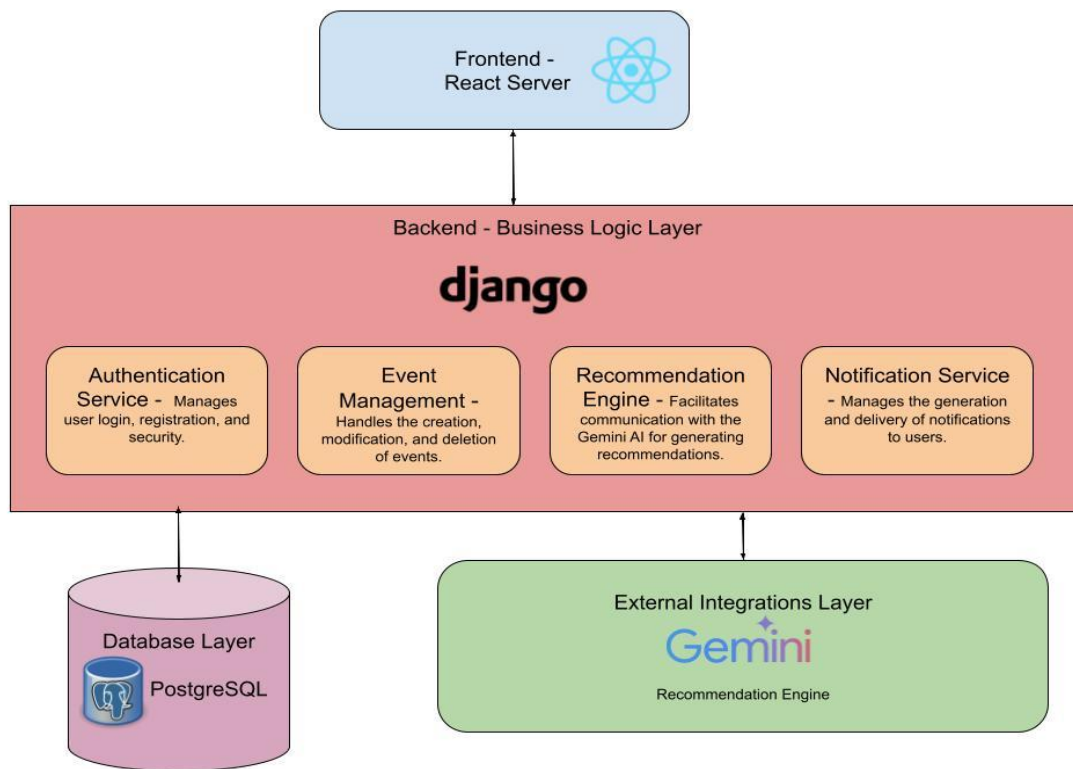 Frontend -
React Server
Backend - Business Logic Layer
django
Authentication
Service - Manages
user login, registration, and
security.
Event
Management -
Handles the creation,
modification, and deletion
of events.
Recommendation
Engine - Facilitates
communication with the
Gemini AI for generating
recommendations.
Notification Service
- Manages the generation
and delivery of notifications
to users.
Database Layer
PostgreSQL
External Integrations Layer
Gemini
Recommendation Engine